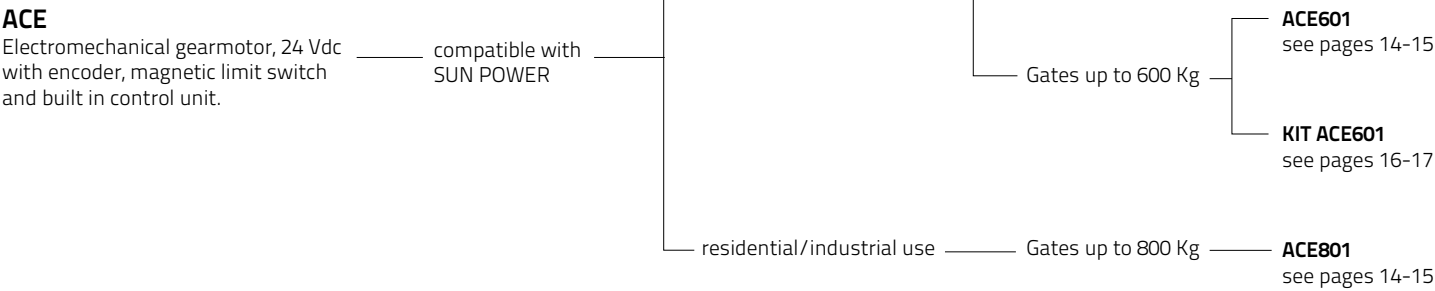 ACE
Electromechanical gearmotor, 24 Vdc
with encoder, magnetic limit switch
and built in control unit.
compatible with
SUN POWER
Gates up to 600 Kg
ACE601
see pages 14-15
KIT ACE601
see pages 16-17
residential/industrial use
Gates up to 800 Kg
ACE801
see pages 14-15